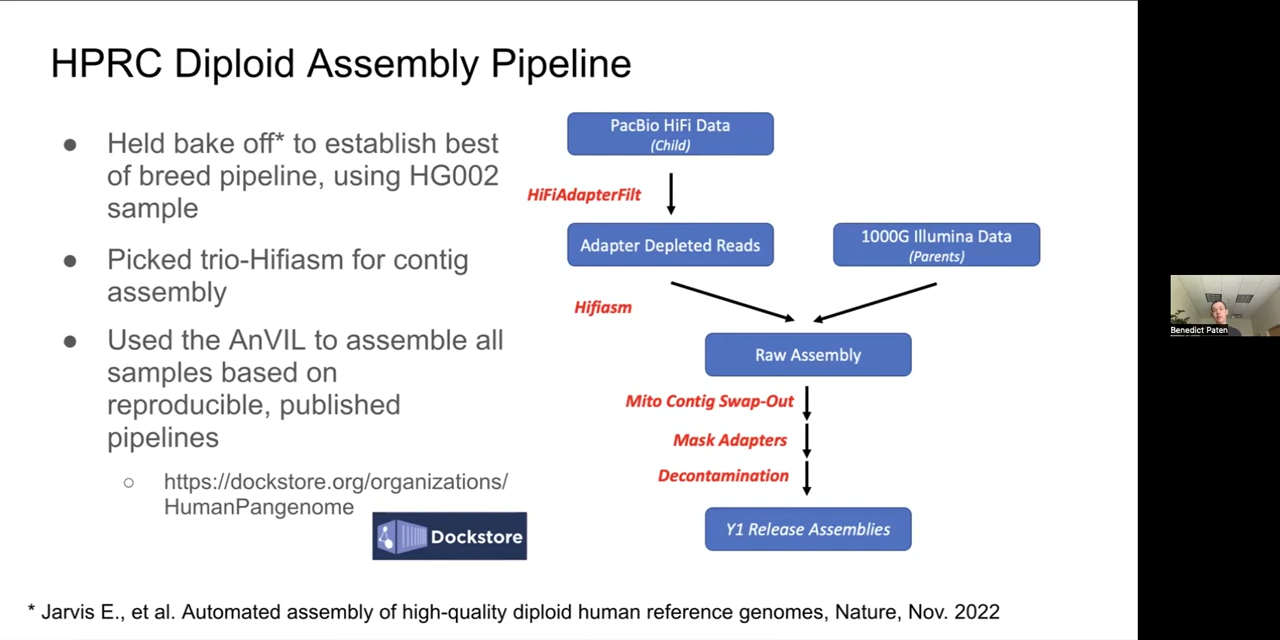 HPRC Diploid Assembly Pipeline
● Held bake off* to establish best
of breed pipeline, using HG002
sample
● Picked trio-Hifiasm for contig
assembly
● Used the AnVIL to assemble all
samples based on
reproducible, published
pipelines
○ https://dockstore.org/organizations/
HumanPangenome
Dockstore
PacBio HiFi Data
(Child)
HiFiAdapterFilt
Adapter Depleted Reads
1000G Illumina Data
(Parents)
Hifiasm
Raw Assembly
Mito Contig Swap-Out
Mask Adapters
Decontamination
Y1 Release Assemblies
* Jarvis E., et al. Automated assembly of high-quality diploid human reference genomes, Nature, Nov. 2022
Benedict Paten